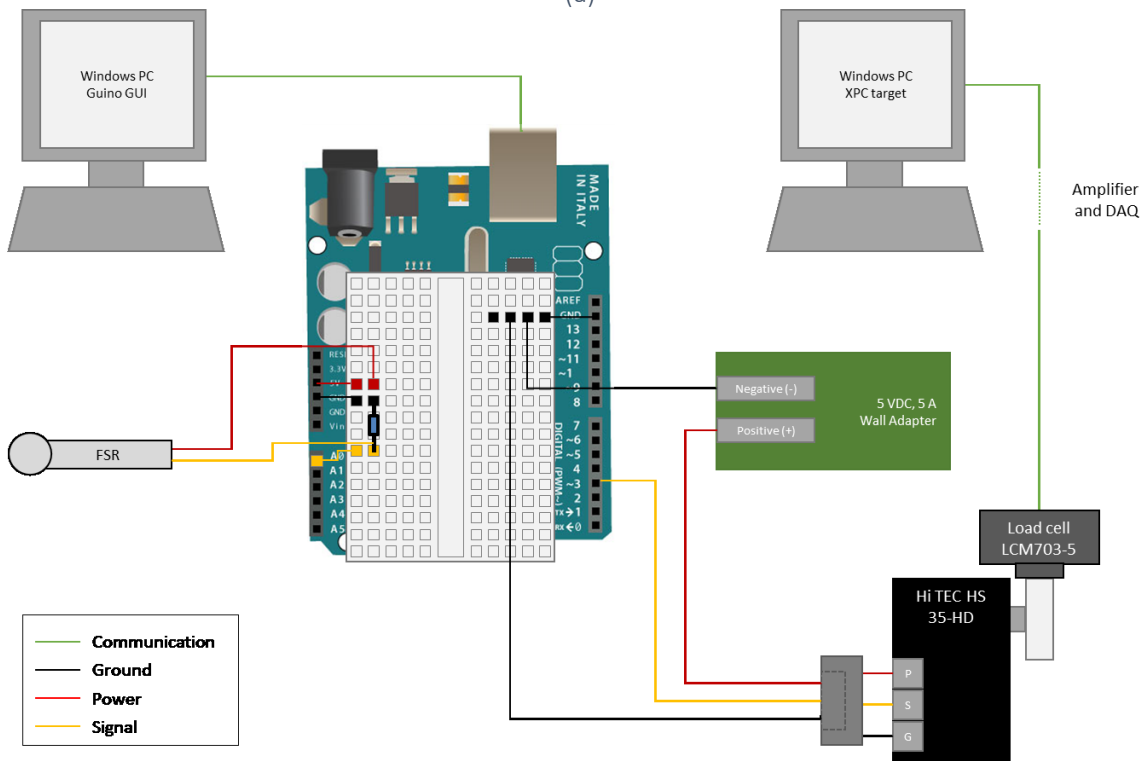 (a)
Windows PC
Guino GUI
Windows PC
XPC target
Amplifier
and DAQ
MADE
IN ITALY
AREF
GND
13
12
~11
~1
9
8
7
~6
~5
4
~3
2
TX→1
RX←0
DIGITAL (PWM~)
RESE
3.3V
5V
GND
GND
Vin
A0
A1
A2
A3
A4
A5
FSR
Negative (-)
Positive (+)
5 VDC, 5 A
Wall Adapter
Load cell
LCM703-5
Hi TEC HS
35-HD
P
S
G
Communication
Ground
Power
Signal